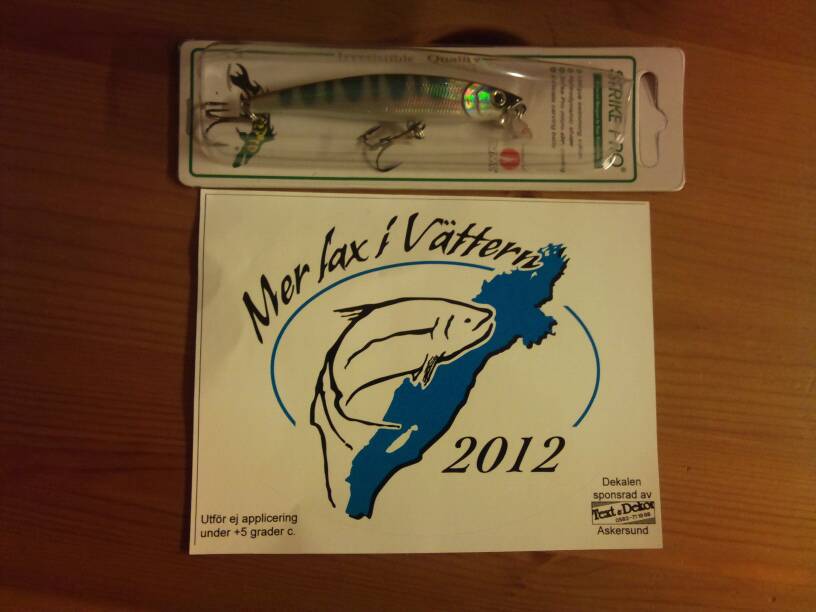 Irresistible Quality
STRIKE PRO®
Mer lax i Vättern
2012
Utför ej applicering
under +5 grader c.
Dekalen
sponsrad av
Text & Dekor
Askersund